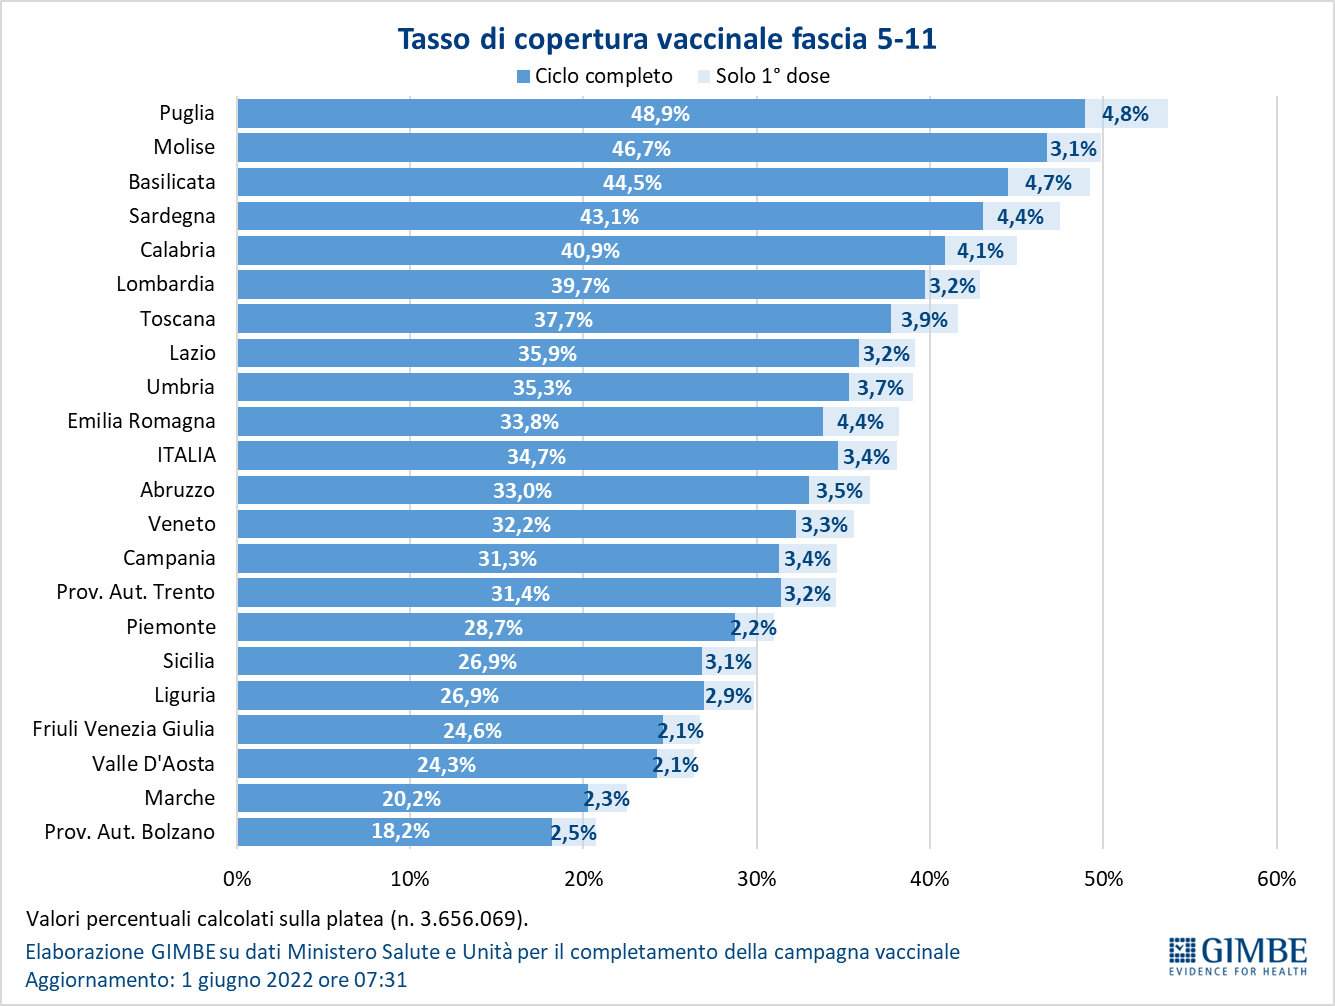 Tasso di copertura vaccinale fascia 5-11
Ciclo completo Solo 1° dose
Puglia 48,9% 4,8%
Molise 46,7% 3,1%
Basilicata 44,5% 4,7%
Sardegna 43,1% 4,4%
Calabria 40,9% 4,1%
Lombardia 39,7% 3,2%
Toscana 37,7% 3,9%
Lazio 35,9% 3,2%
Umbria 35,3% 3,7%
Emilia Romagna 33,8% 4,4%
ITALIA 34,7% 3,4%
Abruzzo 33,0% 3,5%
Veneto 32,2% 3,3%
Campania 31,3% 3,4%
Prov. Aut. Trento 31,4% 3,2%
Piemonte 28,7% 2,2%
Sicilia 26,9% 3,1%
Liguria 26,9% 2,9%
Friuli Venezia Giulia 24,6% 2,1%
Valle D'Aosta 24,3% 2,1%
Marche 20,2% 2,3%
Prov. Aut. Bolzano 18,2% 2,5%
0% 10% 20% 30% 40% 50% 60%
Valori percentuali calcolati sulla platea (n. 3.656.069).
Elaborazione GIMBE su dati Ministero Salute e Unità per il completamento della campagna vaccinale
Aggiornamento: 1 giugno 2022 ore 07:31
GIMBE
EVIDENCE FOR HEALTH